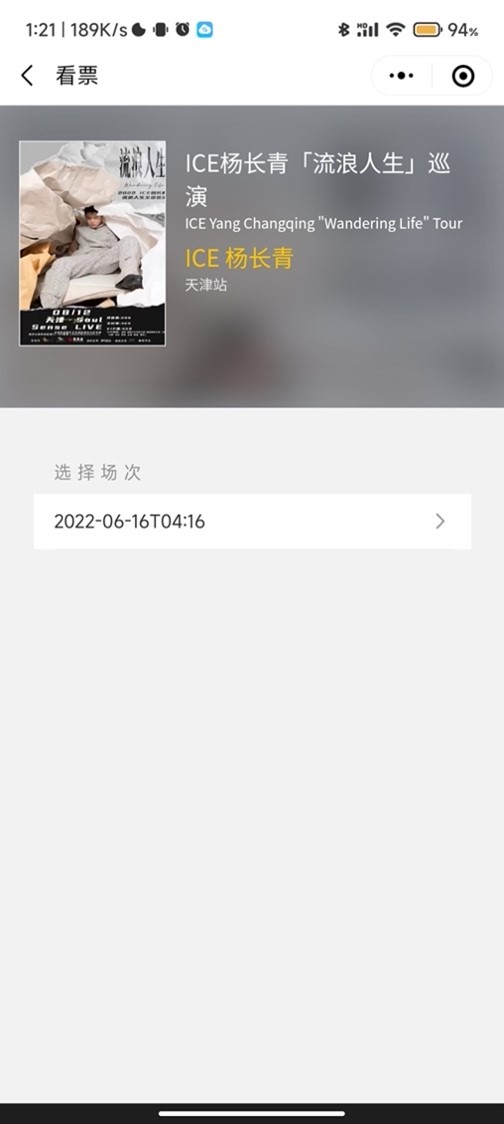 1:21 | 189K/s
HD
94%
看票
流浪人生
Wandering Life
08/12
天津 Soul
Sense LIVE
ICE杨长青「流浪人生」巡
演
ICE Yang Changqing "Wandering Life" Tour
ICE 杨长青
天津站
选择场次
2022-06-16T04:16